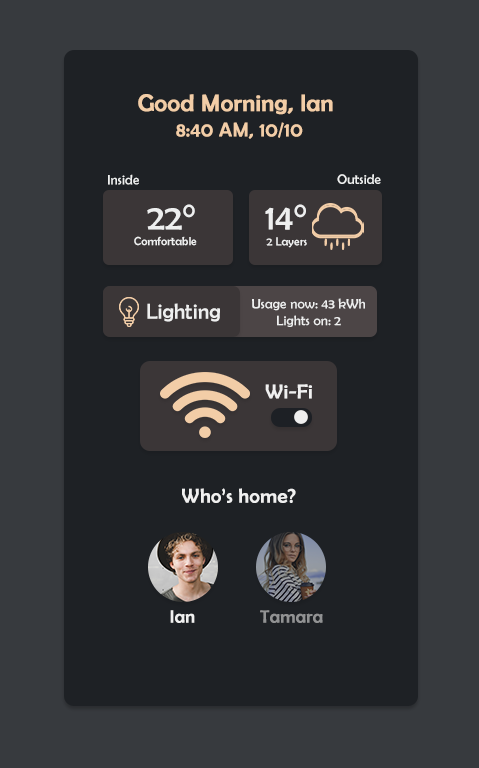 Good Morning, Ian
8:40 AM, 10/10
Inside
Outside
22°
Comfortable
14°
2 Layers
Lighting
Usage now: 43 kWh
Lights on: 2
Wi-Fi
Who's home?
Ian
Tamara